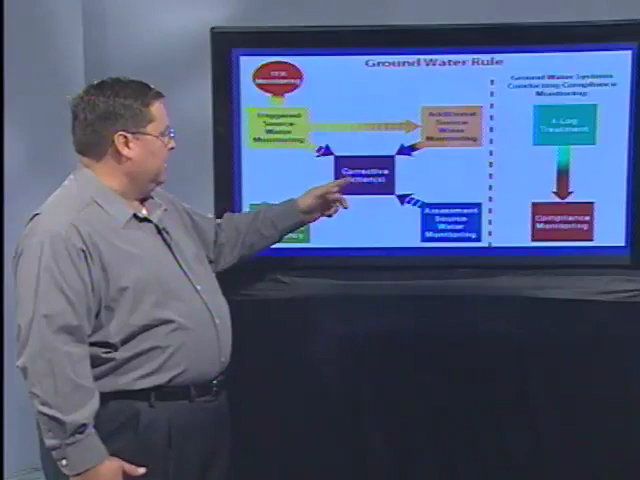 Ground Water Rule
TCR
Monitoring
Triggered
Source
Water
Monitoring
Additional
Source
Water
Monitoring
Corrective
Assessment
Source
Water
Monitoring
Ground Water Systems
Conducting Compliance
Monitoring
4-Log
Treatment
Compliance
Monitoring